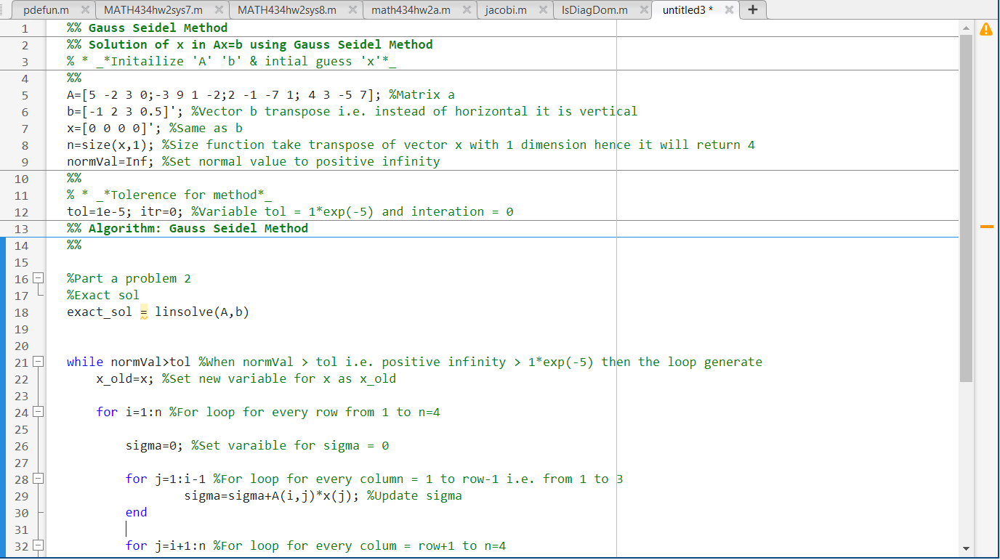 pdefun.m MATH434hw2sys7.m MATH434hw2sys8.m math434hw2a.m jacobi.m IsDiagDom.m untitled3 *
1 %% Gauss Seidel Method
2 %% Solution of x in Ax=b using Gauss Seidel Method
3 % * _*Initailize 'A' 'b' & intial guess 'x'*_
4 %%
5 A=[5 -2 3 0;-3 9 1 -2;2 -1 -7 1; 4 3 -5 7]; %Matrix a
6 b=[-1 2 3 0.5]'; %Vector b transpose i.e. instead of horizontal it is vertical
7 x=[0 0 0 0]'; %Same as b
8 n=size(x,1); %Size function take transpose of vector x with 1 dimension hence it will return 4
9 normVal=Inf; %Set normal value to positive infinity
10 %%
11 % * _*Tolerence for method*_
12 tol=1e-5; itr=0; %Variable tol = 1*exp(-5) and interation = 0
13 %% Algorithm: Gauss Seidel Method
14 %%
15
16 %Part a problem 2
17 %Exact sol
18 exact_sol = linsolve(A,b)
19
20
21 while normVal>tol %When normVal > tol i.e. positive infinity > 1*exp(-5) then the loop generate
22 x_old=x; %Set new variable for x as x_old
23
24 for i=1:n %For loop for every row from 1 to n=4
25
26 sigma=0; %Set varaible for sigma = 0
27
28 for j=1:i-1 %For loop for every column = 1 to row-1 i.e. from 1 to 3
29 sigma=sigma+A(i,j)*x(j); %Update sigma
30 end
31
32 for j=i+1:n %For loop for every colum = row+1 to n=4